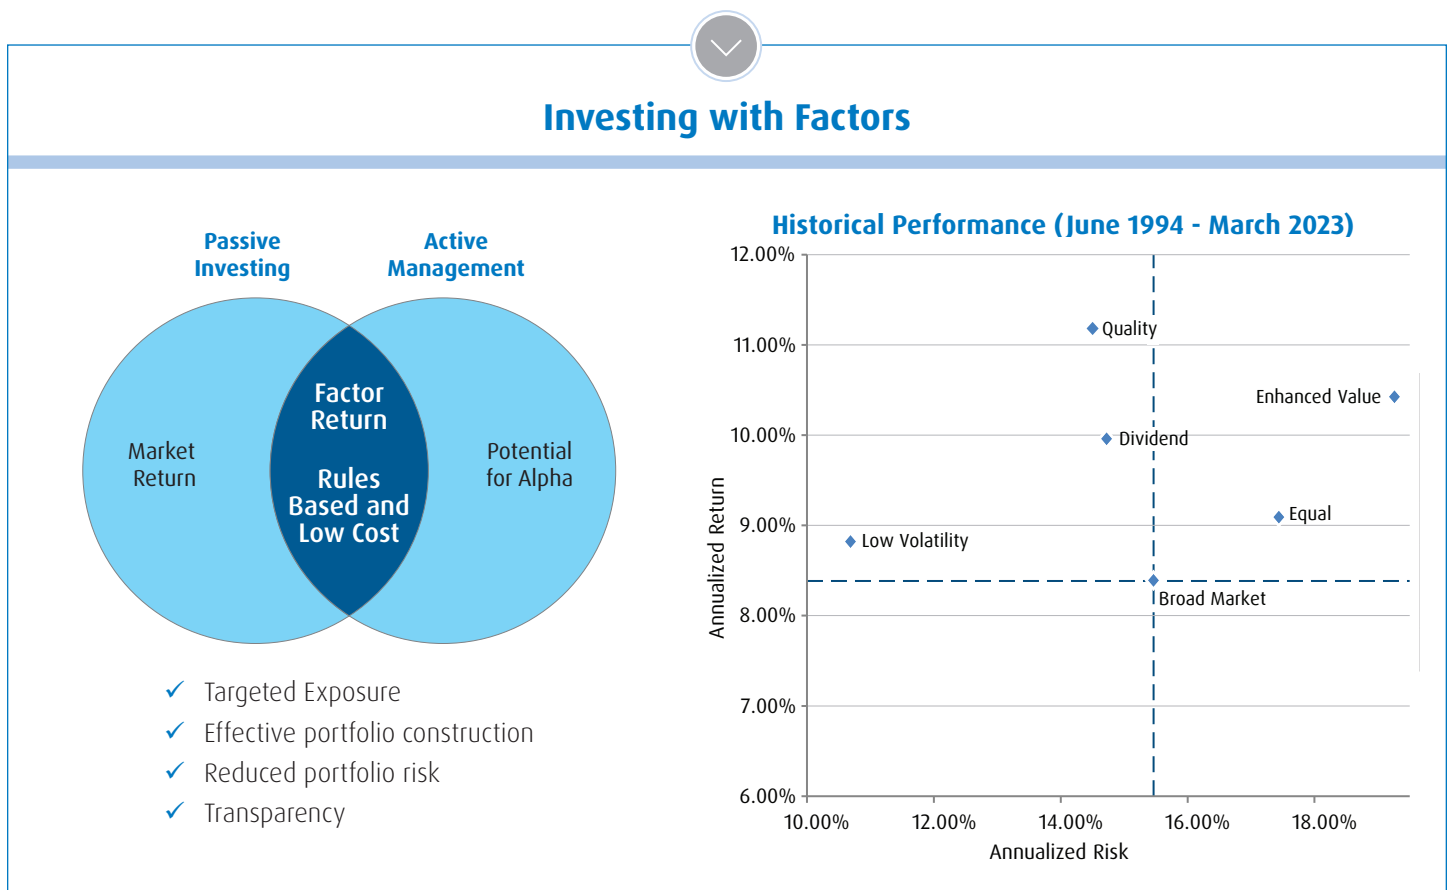 Investing with Factors
Passive
Investing
Active
Management
Market
Return
Factor
Return
Rules
Based and
Low Cost
Potential
for Alpha
✓ Targeted Exposure
✓ Effective portfolio construction
✓ Reduced portfolio risk
✓ Transparency
Historical Performance (June 1994 - March 2023)
12.00%
11.00%
10.00%
9.00%
8.00%
7.00%
6.00%
Annualized Return
Quality
Enhanced Value
Dividend
Equal
Low Volatility
Broad Market
10.00% 12.00% 14.00% 16.00% 18.00%
Annualized Risk